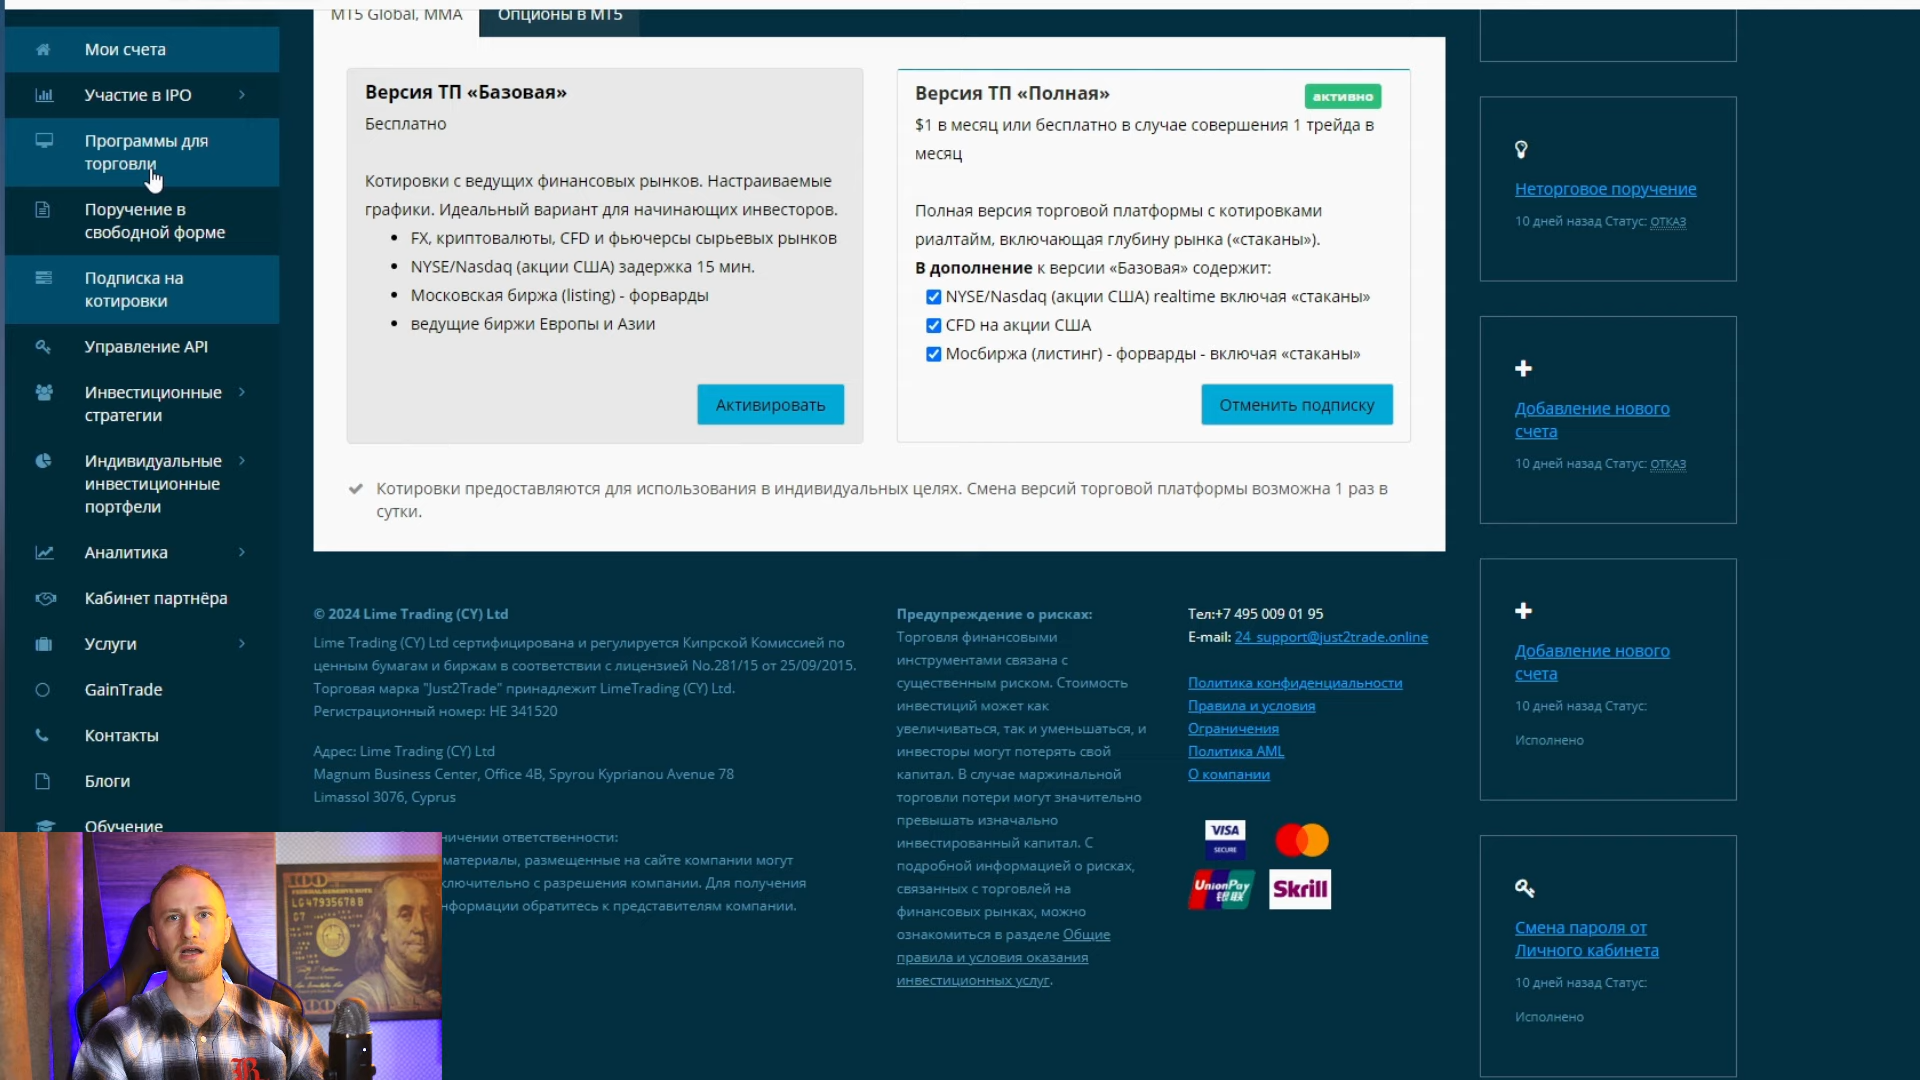 MT5 Global, MMA
Опционы в MT5
Мои счета
Участие в IPO
Программы для
торговли
Поручение в
свободной форме
Подписка на
котировки
Управление API
Инвестиционные
стратегии
Индивидуальные
инвестиционные
портфели
Аналитика
Кабинет партнёра
Услуги
GainTrade
Контакты
Блоги
Обучение
Версия ТП «Базовая»
Бесплатно
Котировки с ведущих финансовых рынков. Настраиваемые
графики. Идеальный вариант для начинающих инвесторов.
FX, криптовалюты, CFD и фьючерсы сырьевых рынков
NYSE/Nasdaq (акции США) задержка 15 мин.
Московская биржа (listing) - форварды
ведущие биржи Европы и Азии
Активировать
Версия ТП «Полная»
активно
$1 в месяц или бесплатно в случае совершения 1 трейда в
месяц
Полная версия торговой платформы с котировками
риалтайм, включающая глубину рынка («стаканы»).
В дополнение к версии «Базовая» содержит:
NYSE/Nasdaq (акции США) realtime включая «стаканы»
CFD на акции США
Мосбиржа (листинг) - форварды - включая «стаканы»
Отменить подписку
Котировки предоставляются для использования в индивидуальных целях. Смена версий торговой платформы возможна 1 раз в
сутки.
© 2024 Lime Trading (CY) Ltd
Lime Trading (CY) Ltd сертифицирована и регулируется Кипрской Комиссией по
ценным бумагам и биржам в соответствии с лицензией No.281/15 от 25/09/2015.
Торговая марка "Just2Trade" принадлежит LimeTrading (CY) Ltd.
Регистрационный номер: HE 341520
Адрес: Lime Trading (CY) Ltd
Magnum Business Center, Office 4B, Spyrou Kyprianou Avenue 78
Limassol 3076, Cyprus
ничении ответственности:
материалы, размещенные на сайте компании могут
ключительно с разрешения компании. Для получения
нформации обратитесь к представителям компании.
Предупреждение о рисках:
Торговля финансовыми
инструментами связана с
существенным риском. Стоимость
инвестиций может как
увеличиваться, так и уменьшаться, и
инвесторы могут потерять свой
капитал. В случае маржинальной
торговли потери могут значительно
превышать изначально
инвестированный капитал. С
подробной информацией о рисках,
связанных с торговлей на
финансовых рынках, можно
ознакомиться в разделе Общие
правила и условия оказания
инвестиционных услуг.
Тел:+7 495 009 01 95
E-mail: 24_support@just2trade.online
Политика конфиденциальности
Правила и условия
Ограничения
Политика AML
О компании
VISA
SECURE
UnionPay
银联
Skrill
Неторговое поручение
10 дней назад Статус: ОТКАЗ
Добавление нового
счета
10 дней назад Статус: ОТКАЗ
Добавление нового
счета
10 дней назад Статус:
Исполнено
Смена пароля от
Личного кабинета
10 дней назад Статус:
Исполнено
100
LG47935678B
G7
100